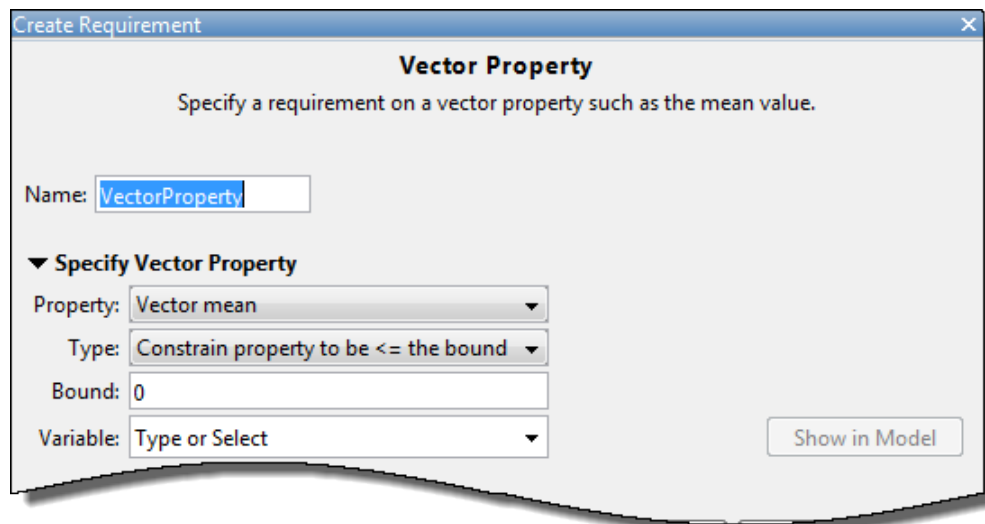 Create Requirement
Vector Property
Specify a requirement on a vector property such as the mean value.
Name: VectorProperty
Specify Vector Property
Property: Vector mean
Type: Constrain property to be <= the bound
Bound: 0
Variable: Type or Select
Show in Model